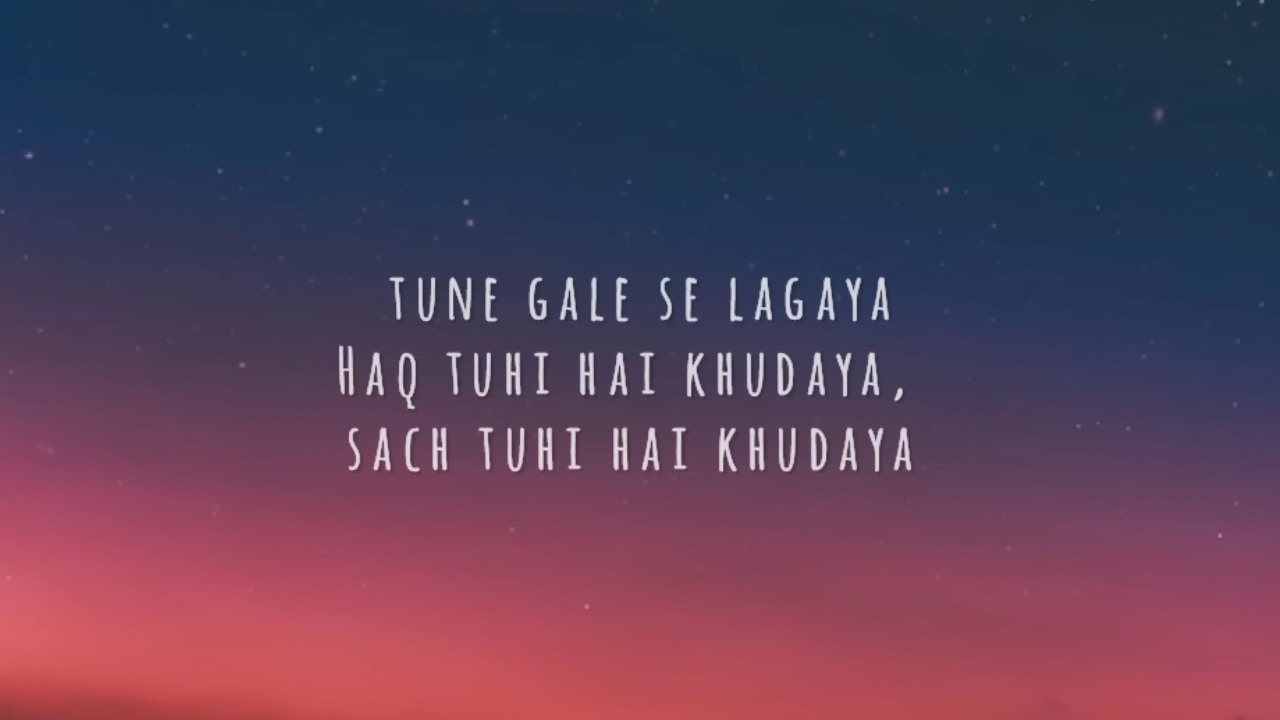 TUNE GALE SE LAGAYA
HAQ TUHI HAI KHUDAYA,
SACH TUHI HAI KHUDAYA